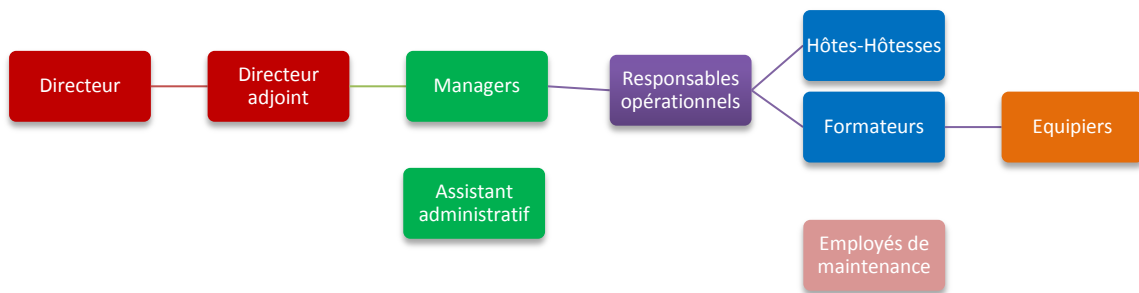 Directeur
Directeur
adjoint
Managers
Responsables
opérationnels
Hôtes-Hôtesses
Formateurs
Equipiers
Assistant
administratif
Employés de
maintenance